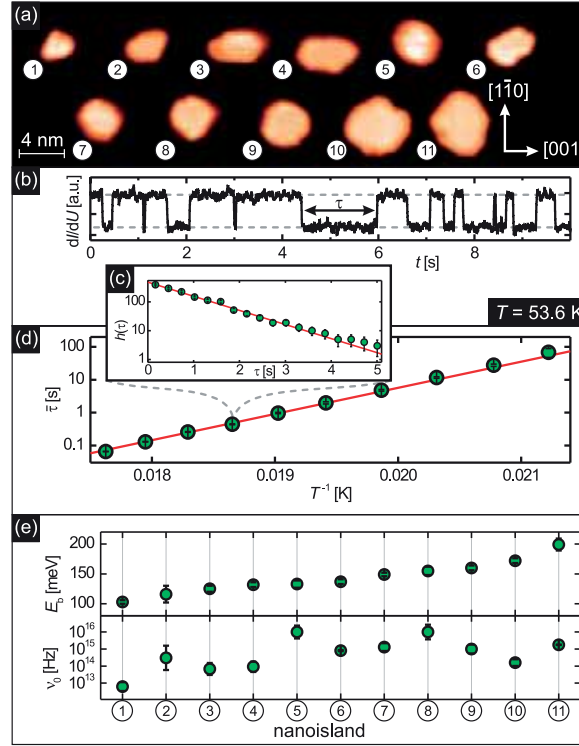 (a)
1 2 3 4 5 6
7 8 9 10 11
4 nm
[11̅0]
[001]
(b)
dI/dU [a.u.]
τ
0 2 4 6 8
t [s]
(c)
h(τ)
100
10
1
0 1 2 3 4 5
τ [s]
T = 53.6 K
(d)
τ̄ [s]
100
10
1
0.1
0.018 0.019 0.020 0.021
T⁻¹ [K]
(e)
E_b [meV]
200
150
100
ν₀ [Hz]
10¹⁶
10¹⁵
10¹⁴
10¹³
1 2 3 4 5 6 7 8 9 10 11
nanoisland